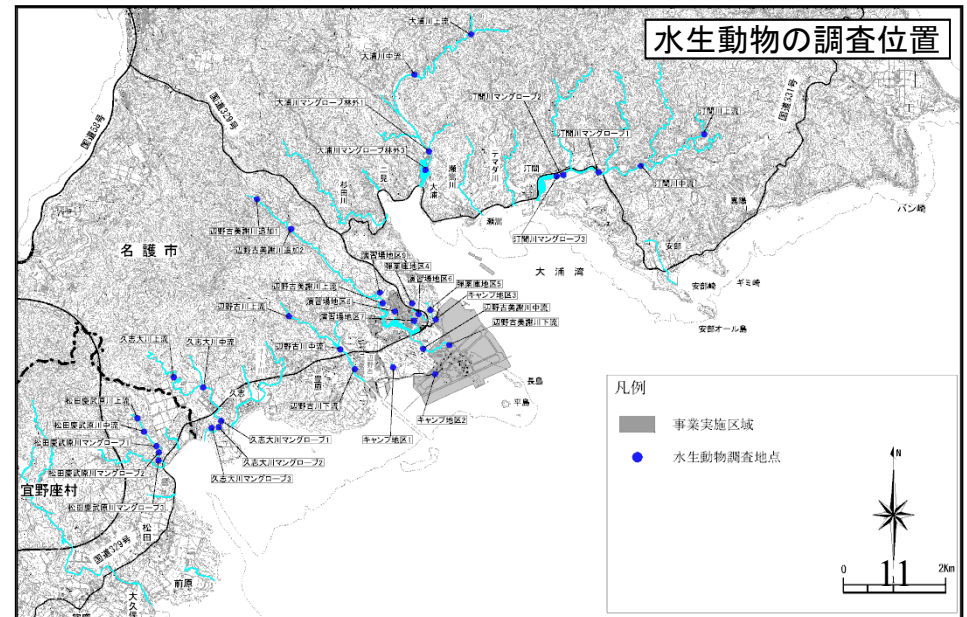 水生動物の調査位置
大浦川上流
大浦川中流
国道58号
国道329号
大浦川マングローブ林外1
大浦川マングローブ林外3
汀間川マングローブ2
汀間川マングローブ1
汀間川上流
国道331号
杉田川
二見
大浦
瀬嵩川
テマダ川
汀間
汀間川中流
嘉陽
バン崎
瀬嵩
汀間川マングローブ3
辺野古美謝川追加1
名護市
辺野古美謝川追加2
大浦湾
安部
安部崎
ギミ崎
安部オール島
演習場地区9
弾薬庫地区4
演習場地区6
弾薬庫地区5
キャンプ地区3
辺野古美謝川中流
辺野古美謝川下流
辺野古美謝川上流
演習場地区8
演習場地区7
辺野古川上流
辺野古川中流
久志大川上流
久志大川中流
豊原
久志
辺野古川下流
長島
平島
キャンプ地区2
キャンプ地区1
松田慶武原川上流
松田慶武原川中流
松田慶武原川マングローブ1
松田慶武原川マングローブ2
松田慶武原川マングローブ3
久志大川マングローブ1
久志大川マングローブ2
久志大川マングローブ3
宜野座村
松田
国道329号
前原
凡例
事業実施区域
水生動物調査地点
N
11
0
2Km